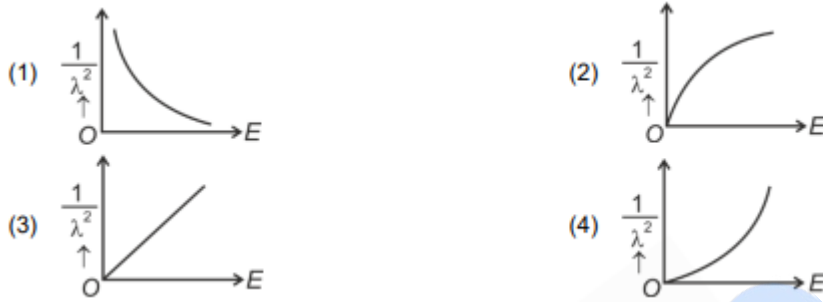 (1) 1/λ² ↑ O → E
(2) 1/λ² ↑ O → E
(3) 1/λ² ↑ O → E
(4) 1/λ² ↑ O → E